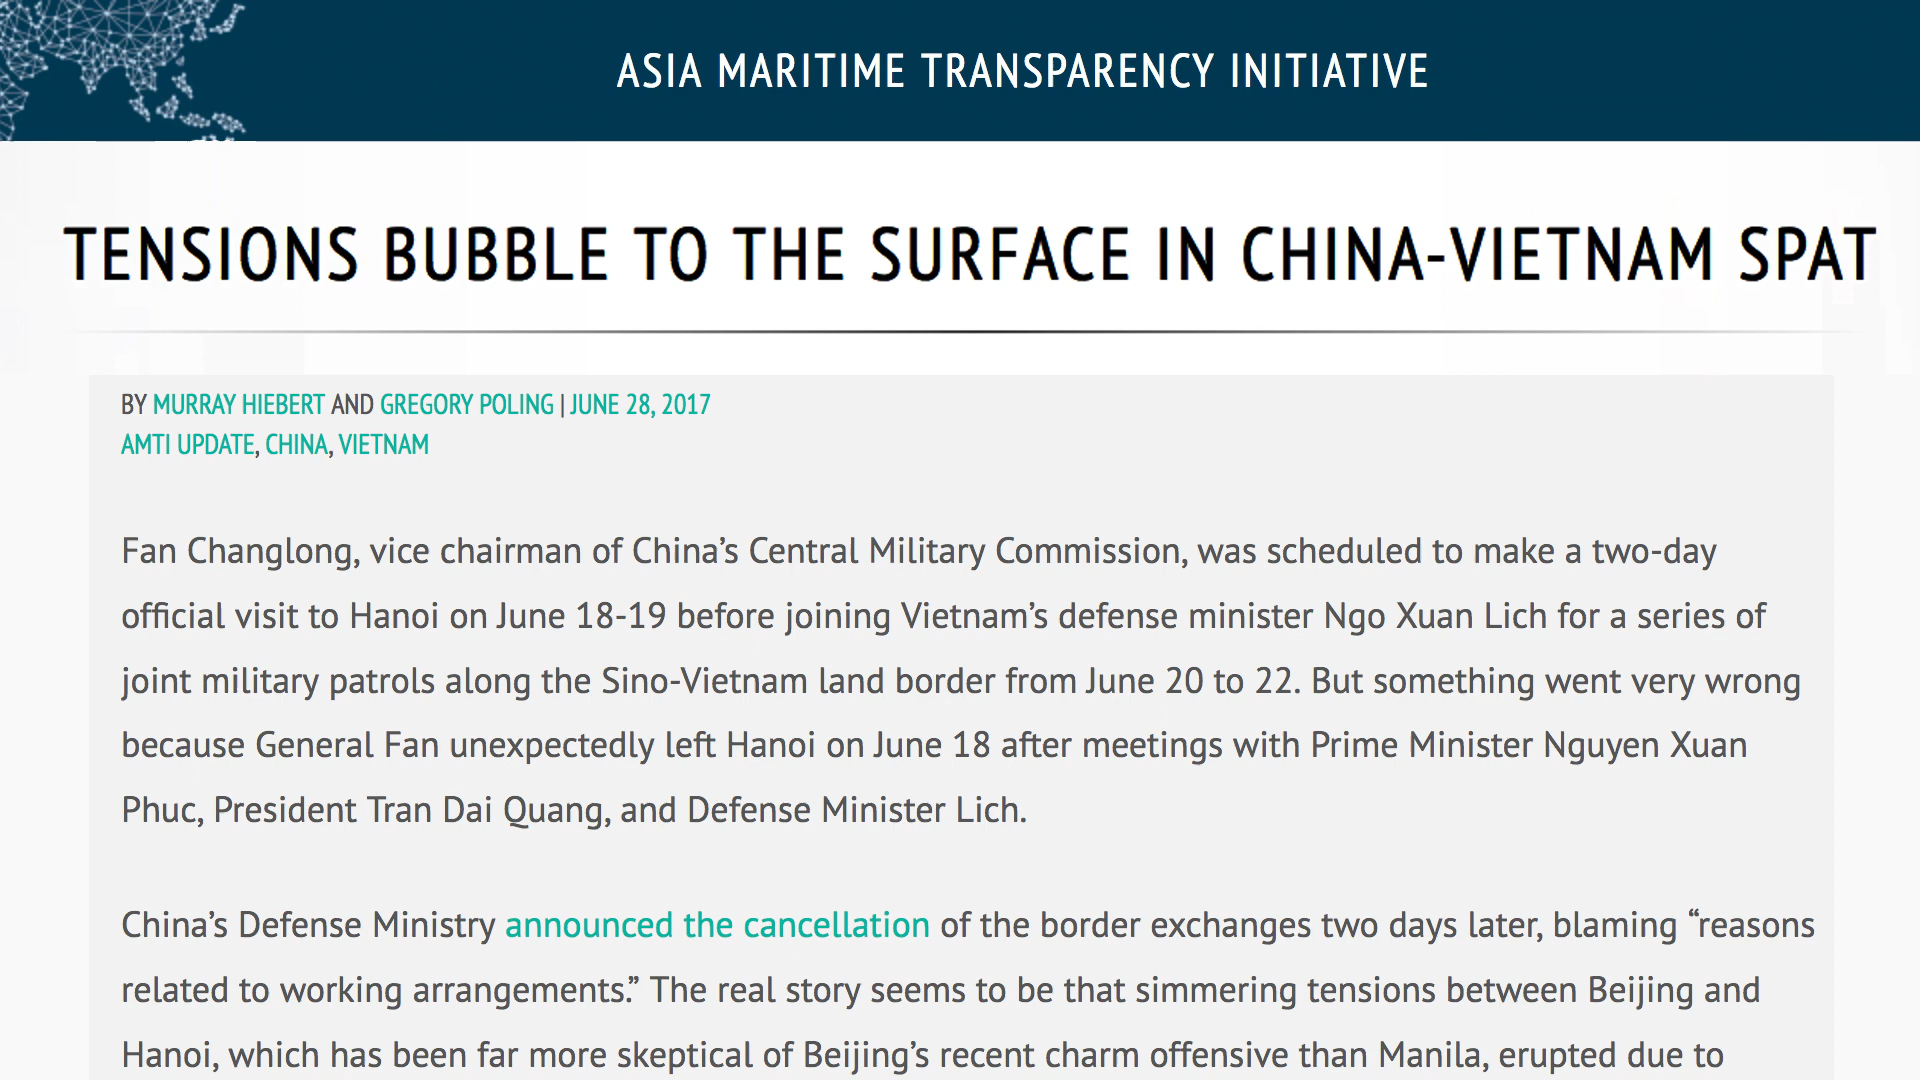 ASIA MARITIME TRANSPARENCY INITIATIVE
TENSIONS BUBBLE TO THE SURFACE IN CHINA-VIETNAM SPAT
BY MURRAY HIEBERT AND GREGORY POLING | JUNE 28, 2017
AMTI UPDATE, CHINA, VIETNAM
Fan Changlong, vice chairman of China’s Central Military Commission, was scheduled to make a two-day
official visit to Hanoi on June 18-19 before joining Vietnam’s defense minister Ngo Xuan Lich for a series of
joint military patrols along the Sino-Vietnam land border from June 20 to 22. But something went very wrong
because General Fan unexpectedly left Hanoi on June 18 after meetings with Prime Minister Nguyen Xuan
Phuc, President Tran Dai Quang, and Defense Minister Lich.
China’s Defense Ministry announced the cancellation of the border exchanges two days later, blaming “reasons
related to working arrangements.” The real story seems to be that simmering tensions between Beijing and
Hanoi, which has been far more skeptical of Beijing’s recent charm offensive than Manila, erupted due to